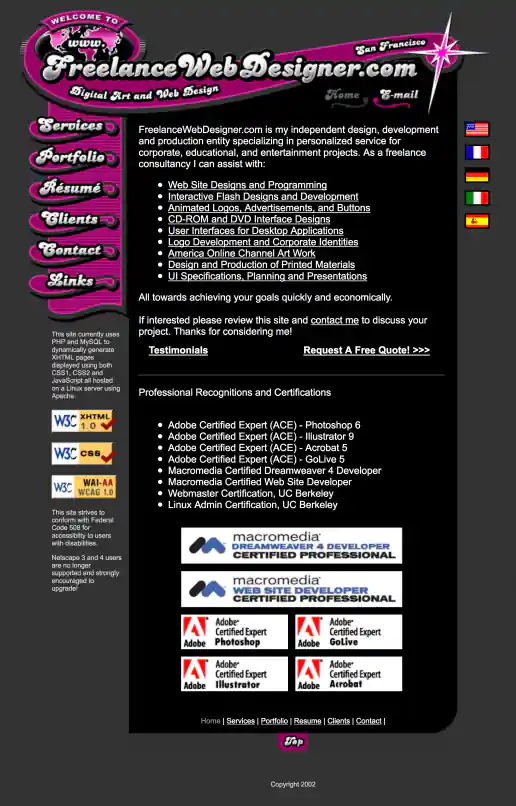 WELCOME TO
www.
San Francisco
FreelanceWebDesigner.com
Digital Art and Web Design
Home
E-mail
Services
Portfolio
Résumé
Clients
Contact
Links
FreelanceWebDesigner.com is my independent design, development
and production entity specializing in personalized service for
corporate, educational, and entertainment projects. As a freelance
consultancy I can assist with:
Web Site Designs and Programming
Interactive Flash Designs and Development
Animated Logos, Advertisements, and Buttons
CD-ROM and DVD Interface Designs
User Interfaces for Desktop Applications
Logo Development and Corporate Identities
America Online Channel Art Work
Design and Production of Printed Materials
UI Specifications, Planning and Presentations
All towards achieving your goals quickly and economically.
If interested please review this site and contact me to discuss your
project. Thanks for considering me!
Testimonials
Request A Free Quote! >>>
This site currently uses
PHP and MySQL to
dynamically generate
XHTML pages
displayed using both
CSS1, CSS2 and
JavaScript all hosted
on a Linux server using
Apache.
W3C XHTML 1.0
W3C CSS
W3C WAI-AA WCAG 1.0
This site strives to
conform with Federal
Code 508 for
accessibility to users
with disabilities.
Netscape 3 and 4 users
are no longer
supported and strongly
encouraged to
upgrade!
Professional Recognitions and Certifications
Adobe Certified Expert (ACE) - Photoshop 6
Adobe Certified Expert (ACE) - Illustrator 9
Adobe Certified Expert (ACE) - Acrobat 5
Adobe Certified Expert (ACE) - GoLive 5
Macromedia Certified Dreamweaver 4 Developer
Macromedia Certified Web Site Developer
Webmaster Certification, UC Berkeley
Linux Admin Certification, UC Berkeley
macromedia
DREAMWEAVER 4 DEVELOPER
CERTIFIED PROFESSIONAL
macromedia
WEB SITE DEVELOPER
CERTIFIED PROFESSIONAL
Adobe
Adobe
Certified Expert
Photoshop
Adobe
Adobe
Certified Expert
GoLive
Adobe
Adobe
Certified Expert
Illustrator
Adobe
Adobe
Certified Expert
Acrobat
Home | Services | Portfolio | Resume | Clients | Contact |
Top
Copyright 2002